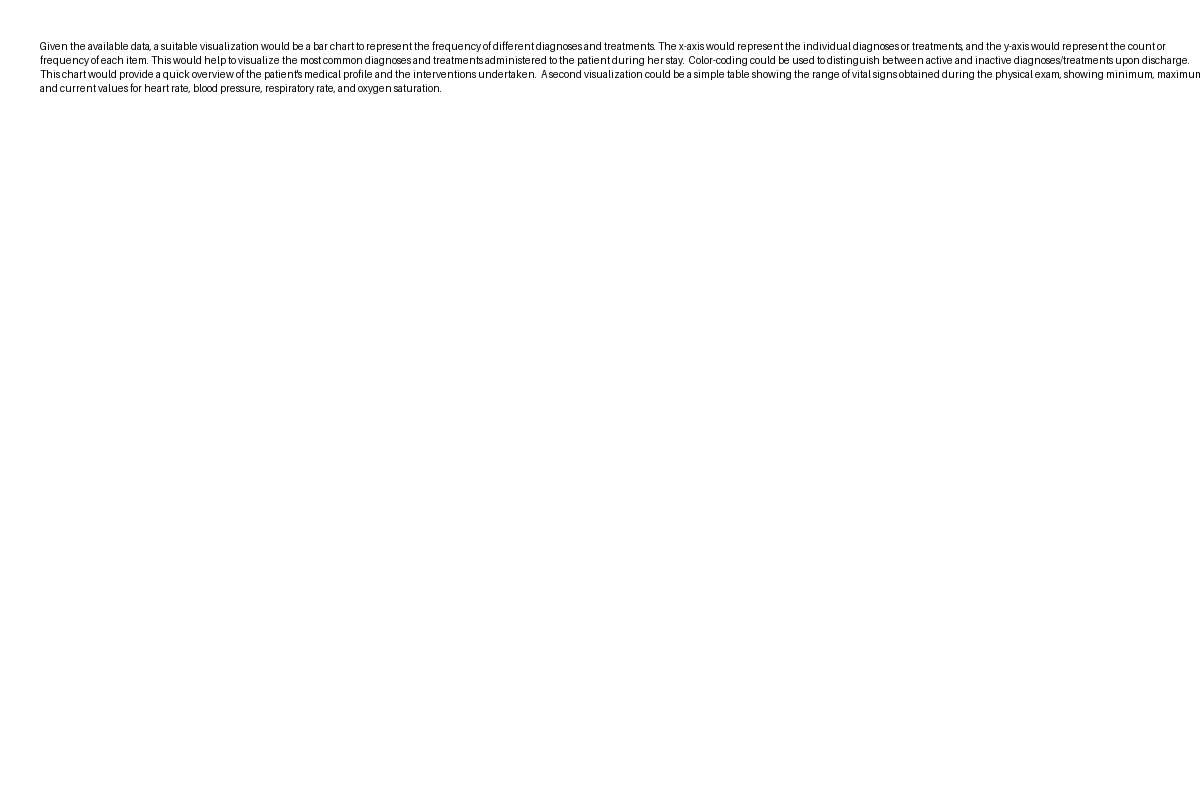 Given the available data, a suitable visualization would be a bar chart to represent the frequency of different diagnoses and treatments. The x-axis would represent the individual diagnoses or treatments, and the y-axis would represent the count or
frequency of each item. This would help to visualize the most common diagnoses and treatments administered to the patient during her stay.  Color-coding could be used to distinguish between active and inactive diagnoses/treatments upon discharge.
This chart would provide a quick overview of the patient's medical profile and the interventions undertaken.  A second visualization could be a simple table showing the range of vital signs obtained during the physical exam, showing minimum, maximum
and current values for heart rate, blood pressure, respiratory rate, and oxygen saturation.